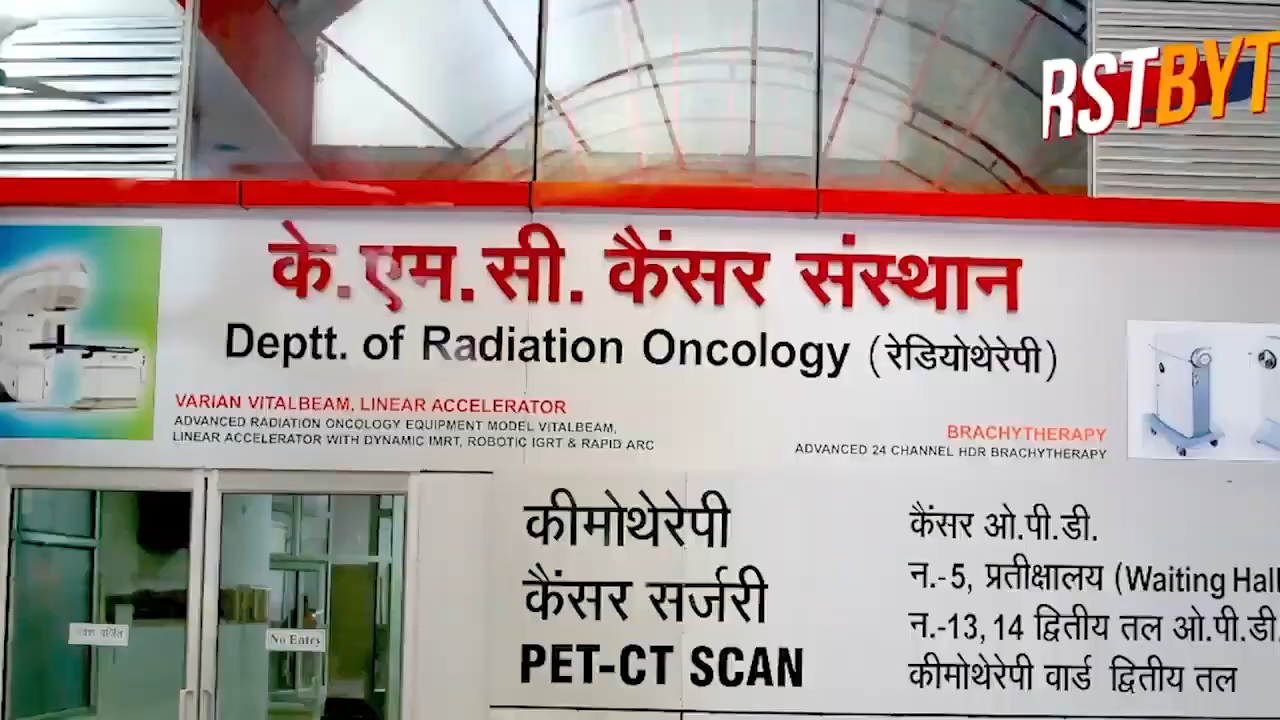 RSTBYT
के.एम.सी. कैंसर संस्थान
Deptt. of Radiation Oncology (रेडियोथेरेपी)
VARIAN VITALBEAM, LINEAR ACCELERATOR
ADVANCED RADIATION ONCOLOGY EQUIPMENT MODEL VITALBEAM,
LINEAR ACCELERATOR WITH DYNAMIC IMRT, ROBOTIC IGRT & RAPID ARC
BRACHYTHERAPY
ADVANCED 24 CHANNEL HDR BRACHYTHERAPY
कीमोथेरेपी
कैंसर सर्जरी
PET-CT SCAN
कैंसर ओ.पी.डी.
न.-5, प्रतीक्षालय (Waiting Hall
न.-13, 14 द्वितीय तल ओ.पी.डी
कीमोथेरेपी वार्ड द्वितीय तल
No Entry